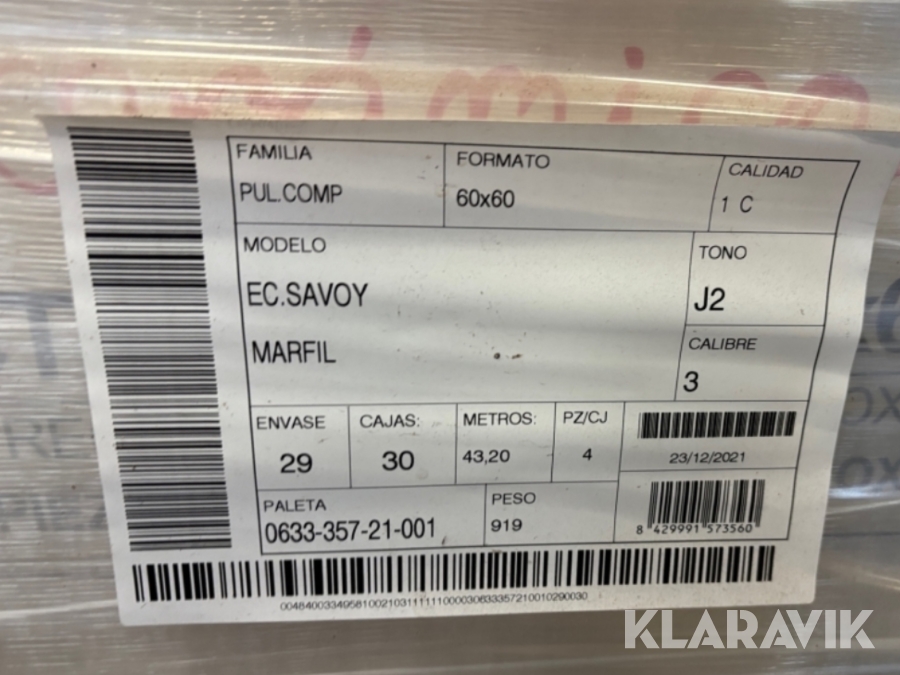 FAMILIA
PUL.COMP
FORMATO
60x60
CALIDAD
1 C
MODELO
EC.SAVOY
MARFIL
TONO
J2
CALIBRE
3
ENVASE
29
CAJAS:
30
METROS:
43,20
PZ/CJ
4
23/12/2021
PALETA
0633-357-21-001
PESO
919
8 429991 573560
KLARAVIK